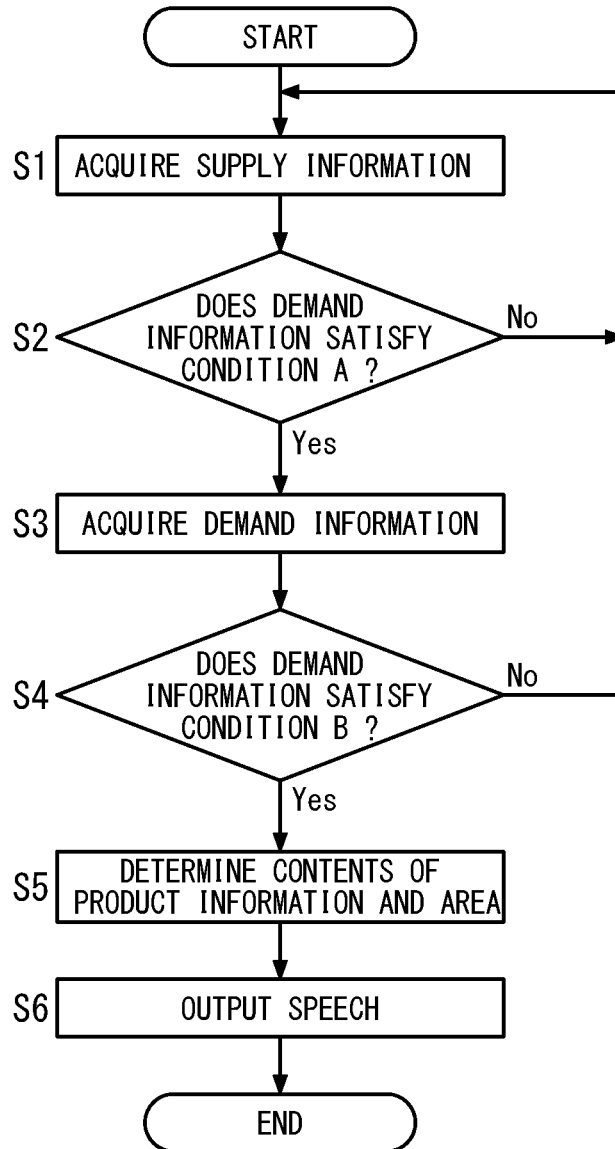 START
S1 ACQUIRE SUPPLY INFORMATION
DOES DEMAND
S2 INFORMATION SATISFY No
CONDITION A ?
Yes
S3 ACQUIRE DEMAND INFORMATION
DOES DEMAND
S4 INFORMATION SATISFY No
CONDITION B ?
Yes
S5 DETERMINE CONTENTS OF
PRODUCT INFORMATION AND AREA
S6 OUTPUT SPEECH
END